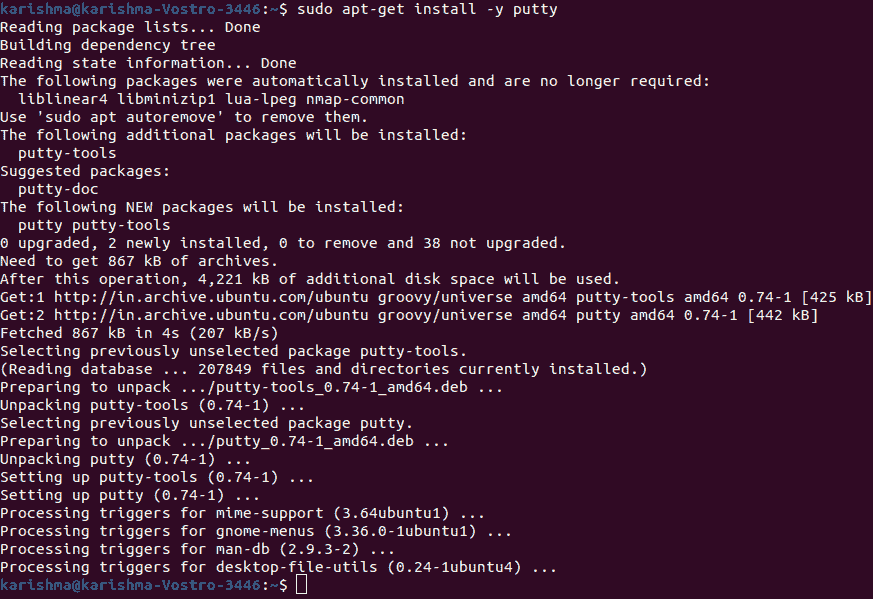 karishma@karishma-Vostro-3446:~$ sudo apt-get install -y putty
Reading package lists... Done
Building dependency tree
Reading state information... Done
The following packages were automatically installed and are no longer required:
  liblinear4 libminizip1 lua-lpeg nmap-common
Use 'sudo apt autoremove' to remove them.
The following additional packages will be installed:
  putty-tools
Suggested packages:
  putty-doc
The following NEW packages will be installed:
  putty putty-tools
0 upgraded, 2 newly installed, 0 to remove and 38 not upgraded.
Need to get 867 kB of archives.
After this operation, 4,221 kB of additional disk space will be used.
Get:1 http://in.archive.ubuntu.com/ubuntu groovy/universe amd64 putty-tools amd64 0.74-1 [425 kB]
Get:2 http://in.archive.ubuntu.com/ubuntu groovy/universe amd64 putty amd64 0.74-1 [442 kB]
Fetched 867 kB in 4s (207 kB/s)
Selecting previously unselected package putty-tools.
(Reading database ... 207849 files and directories currently installed.)
Preparing to unpack .../putty-tools_0.74-1_amd64.deb ...
Unpacking putty-tools (0.74-1) ...
Selecting previously unselected package putty.
Preparing to unpack .../putty_0.74-1_amd64.deb ...
Unpacking putty (0.74-1) ...
Setting up putty-tools (0.74-1) ...
Setting up putty (0.74-1) ...
Processing triggers for mime-support (3.64ubuntu1) ...
Processing triggers for gnome-menus (3.36.0-1ubuntu1) ...
Processing triggers for man-db (2.9.3-2) ...
Processing triggers for desktop-file-utils (0.24-1ubuntu4) ...
karishma@karishma-Vostro-3446:~$